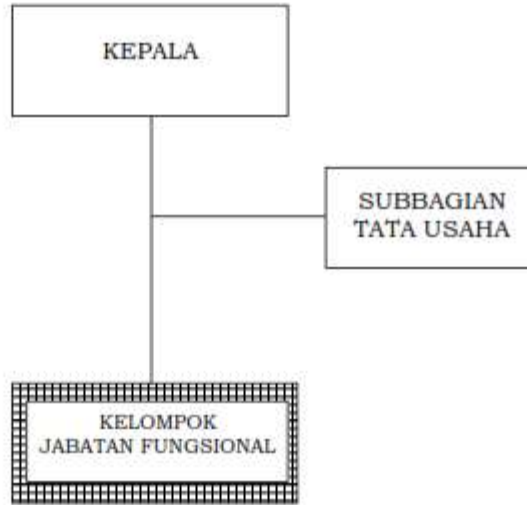 KEPALA
SUBBAGIAN
TATA USAHA
KELOMPOK
JABATAN FUNGSIONAL